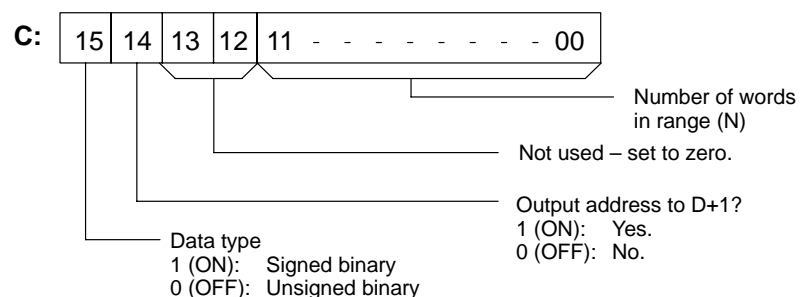 C: 15 14 13 12 11 - - - - - - - - 00
Number of words
in range (N)
Not used – set to zero.
Output address to D+1?
1 (ON): Yes.
0 (OFF): No.
Data type
1 (ON): Signed binary
0 (OFF): Unsigned binary